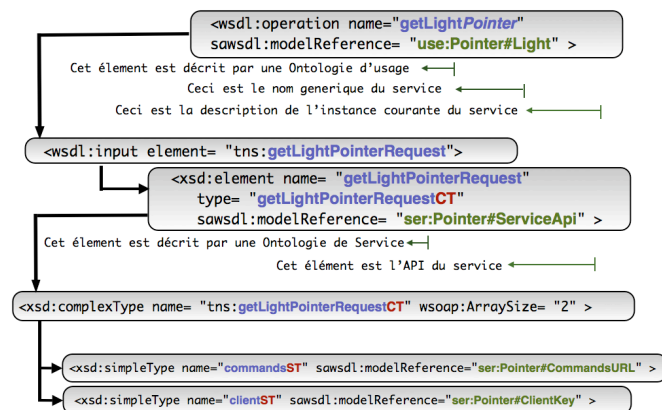 <wsdl:operation name="getLightPointer"
sawsdl:modelReference= "use:Pointer#Light" >
Cet élement est décrit par une Ontologie d'usage
Ceci est le nom generique du service
Ceci est la description de l'instance courante du service
<wsdl:input element= "tns:getLightPointerRequest">
<xsd:element name= "getLightPointerRequest"
type= "getLightPointerRequestCT"
sawsdl:modelReference= "ser:Pointer#ServiceApi" >
Cet élement est décrit par une Ontologie de Service
Cet élément est l'API du service
<xsd:complexType name= "tns:getLightPointerRequestCT" wsoap:ArraySize= "2" >
<xsd:simpleType name="commandsST" sawsdl:modelReference="ser:Pointer#CommandsURL" >
<xsd:simpleType name="clientST" sawsdl:modelReference="ser:Pointer#ClientKey" >